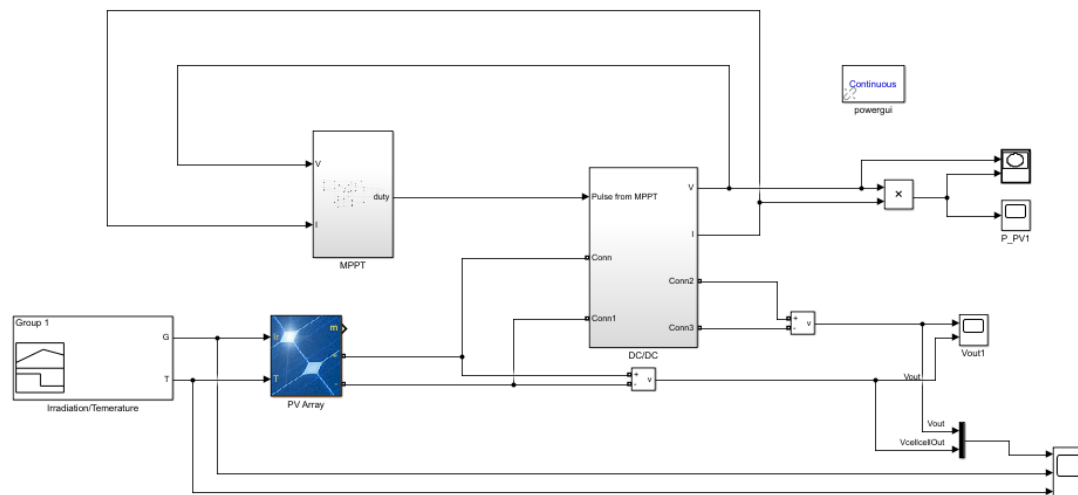 Continuous
powergui
V
I
duty
MPPT
Pulse from MPPT
V
I
Conn
Conn1
Conn2
Conn3
DC/DC
×
P_PV1
Group 1
G
T
Irradiation/Temerature
Ir
T
m
+
-
PV Array
+
-
v
+
-
v
Vout1
Vout
Vout
VcellcellOut